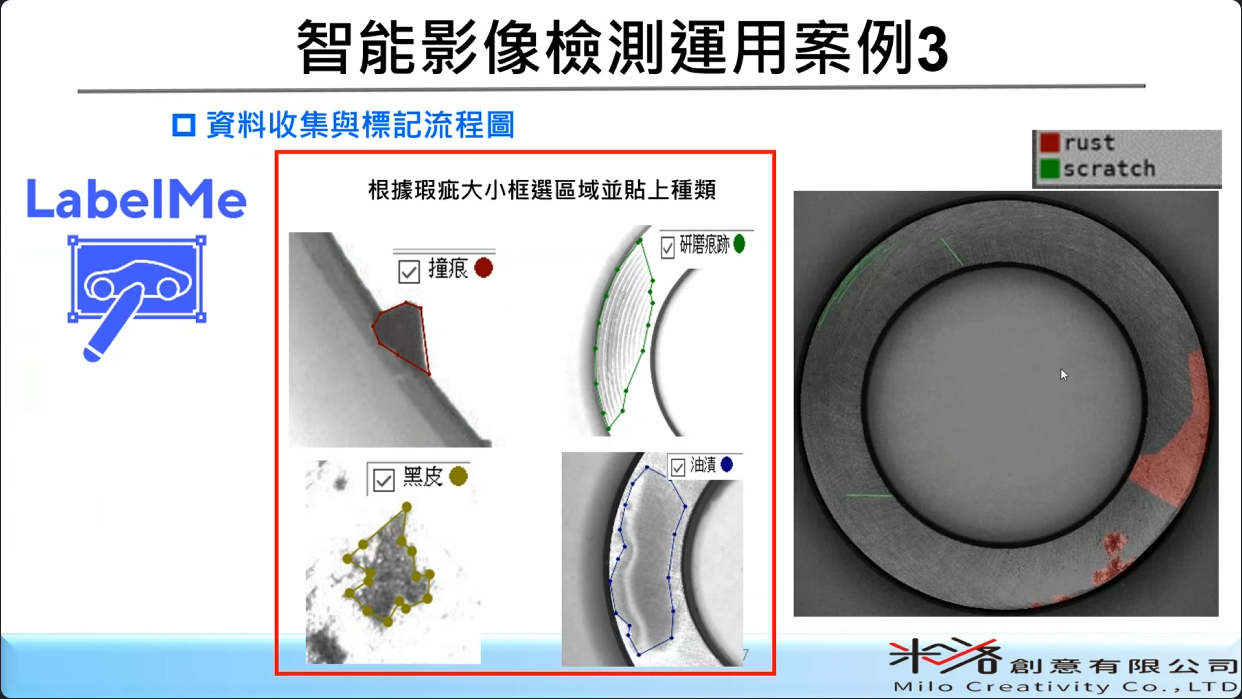 智能影像檢測運用案例3
資料收集與標記流程圖
LabelMe
根據瑕疵大小框選區域並貼上種類
撞痕
研磨痕跡
黑皮
油漬
rust
scratch
7
米洛創意有限公司
Milo Creativity Co.,LTD